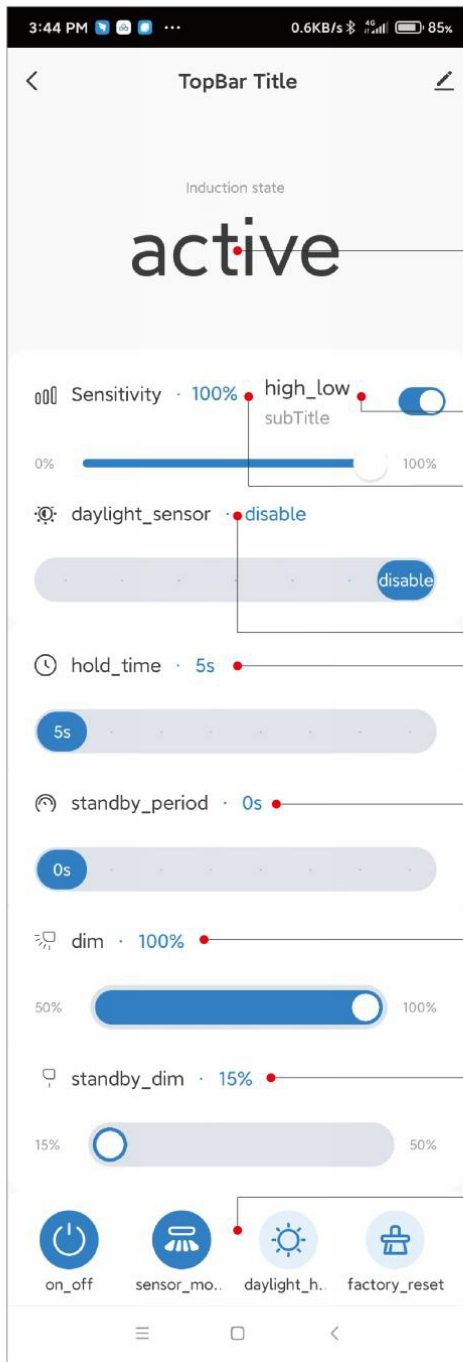 3:44 PM ··· 0.6KB/s 4G 85%
TopBar Title
Induction state
active
Sensitivity · 100% high_low
subTitle
0% 100%
daylight_sensor · disable
disable
hold_time · 5s
5s
standby_period · 0s
0s
dim · 100%
50% 100%
standby_dim · 15%
15% 50%
on_off sensor_mo.. daylight_h.. factory_reset